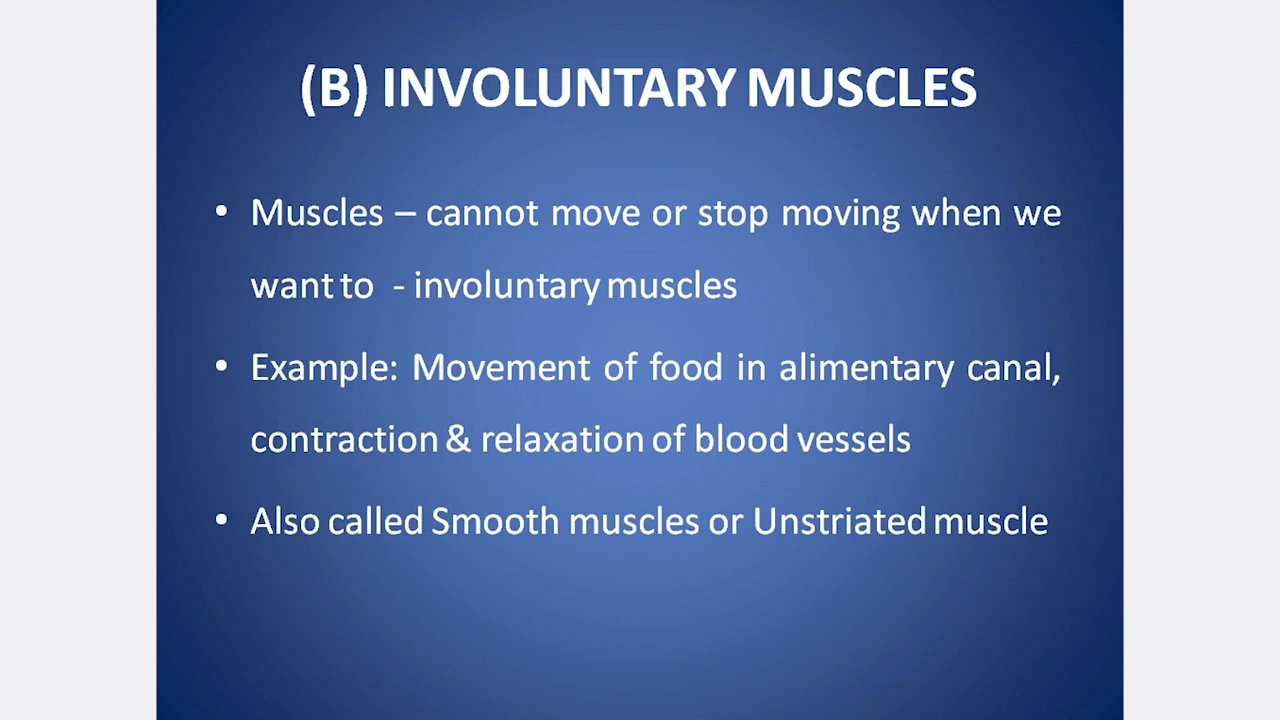 (B) INVOLUNTARY MUSCLES
• Muscles – cannot move or stop moving when we
want to - involuntary muscles
• Example: Movement of food in alimentary canal,
contraction & relaxation of blood vessels
• Also called Smooth muscles or Unstriated muscle